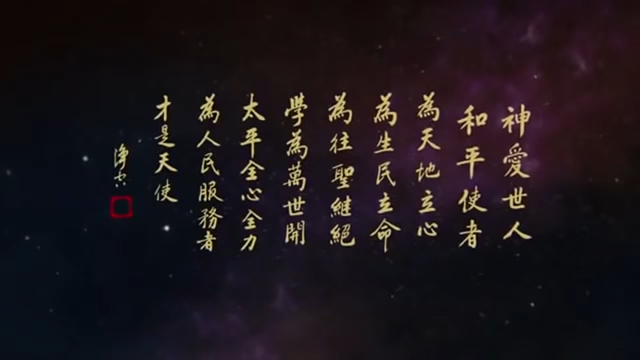 神愛世人
和平使者
為天地立心
為生民立命
為往聖繼絕
學為萬世開
太平全心全力
為人民服務者
才是天使